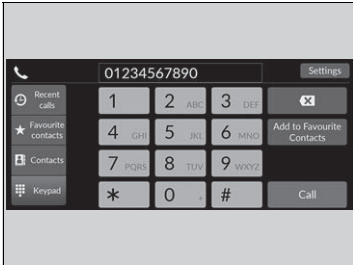 01234567890
Settings
Recent
calls
Favourite
contacts
Contacts
Keypad
1
2 ABC
3 DEF
4 GHI
5 JKL
6 MNO
7 PQRS
8 TUV
9 WXYZ
*
0 +
#
Add to Favourite
Contacts
Call